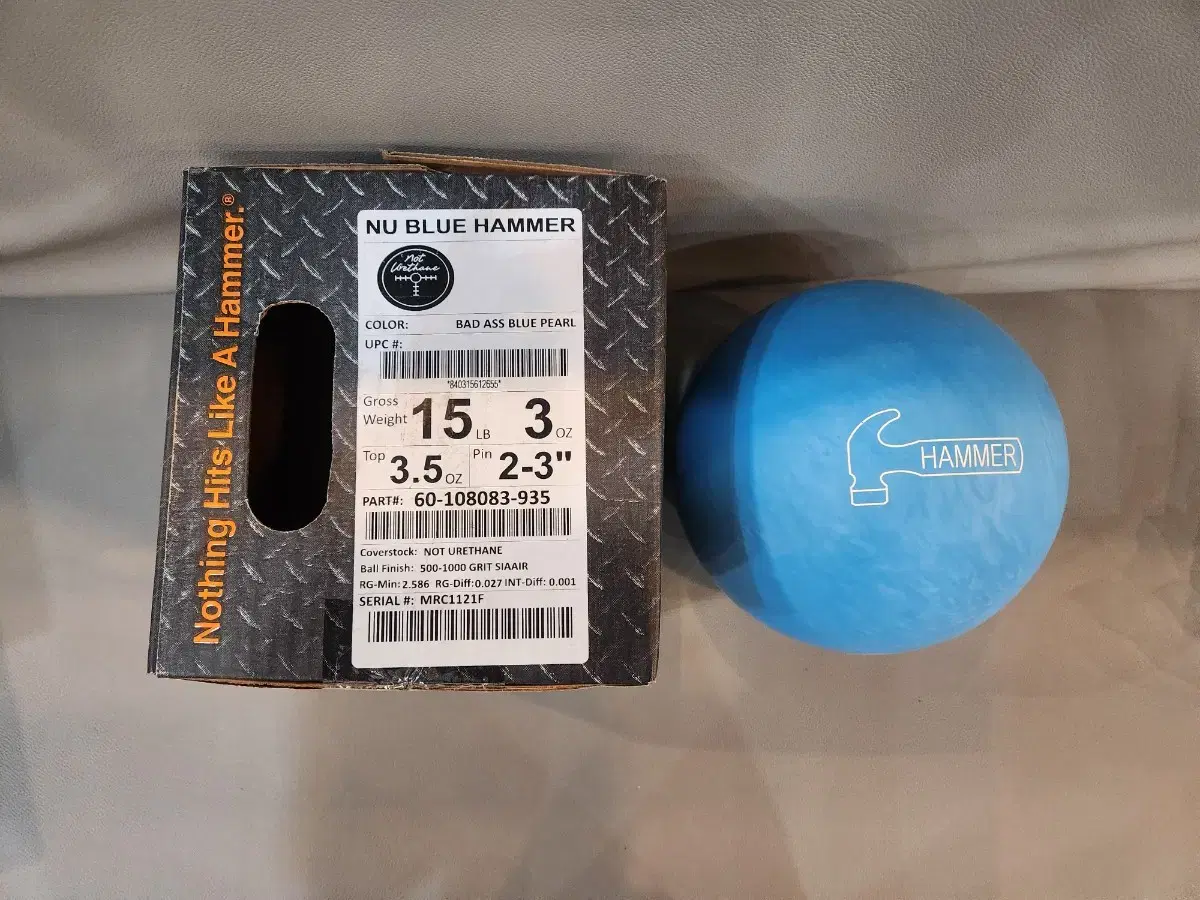 Nothing Hits Like A Hammer.®
NU BLUE HAMMER
Not
Urethane
COLOR: BAD ASS BLUE PEARL
UPC #:
*840315612655*
Gross
Weight 15 LB 3 OZ
Top 3.5 OZ Pin 2-3"
PART#: 60-108083-935
Coverstock: NOT URETHANE
Ball Finish: 500-1000 GRIT SIAAIR
RG-Min: 2.586 RG-Diff:0.027 INT-Diff: 0.001
SERIAL #: MRC1121F
HAMMER